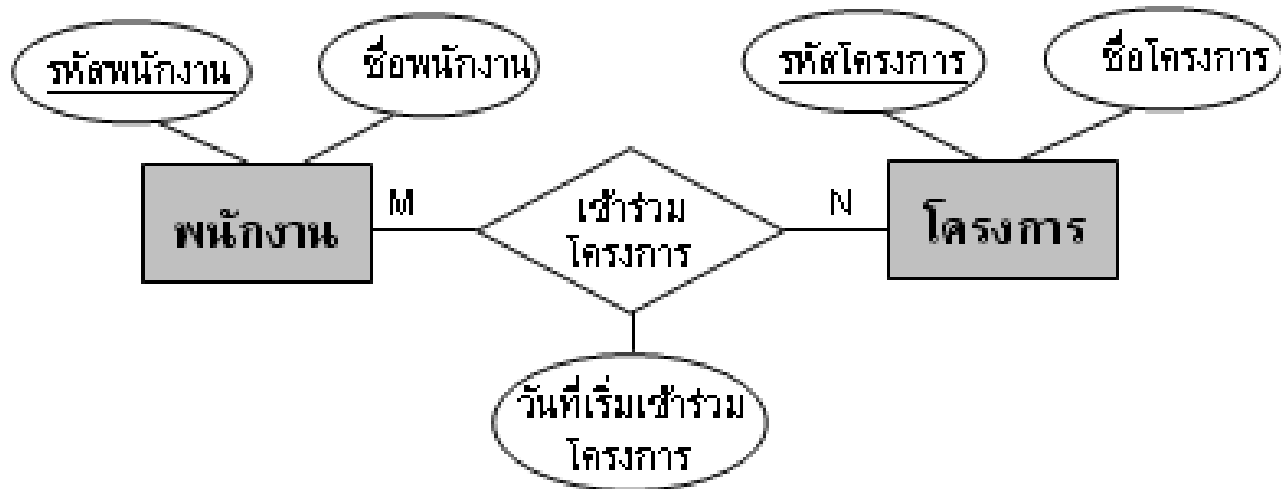 รหัสพนักงาน
ชื่อพนักงาน
รหัสโครงการ
ชื่อโครงการ
พนักงาน
M
เข้าร่วม
โครงการ
N
โครงการ
วันที่เริ่มเข้าร่วม
โครงการ